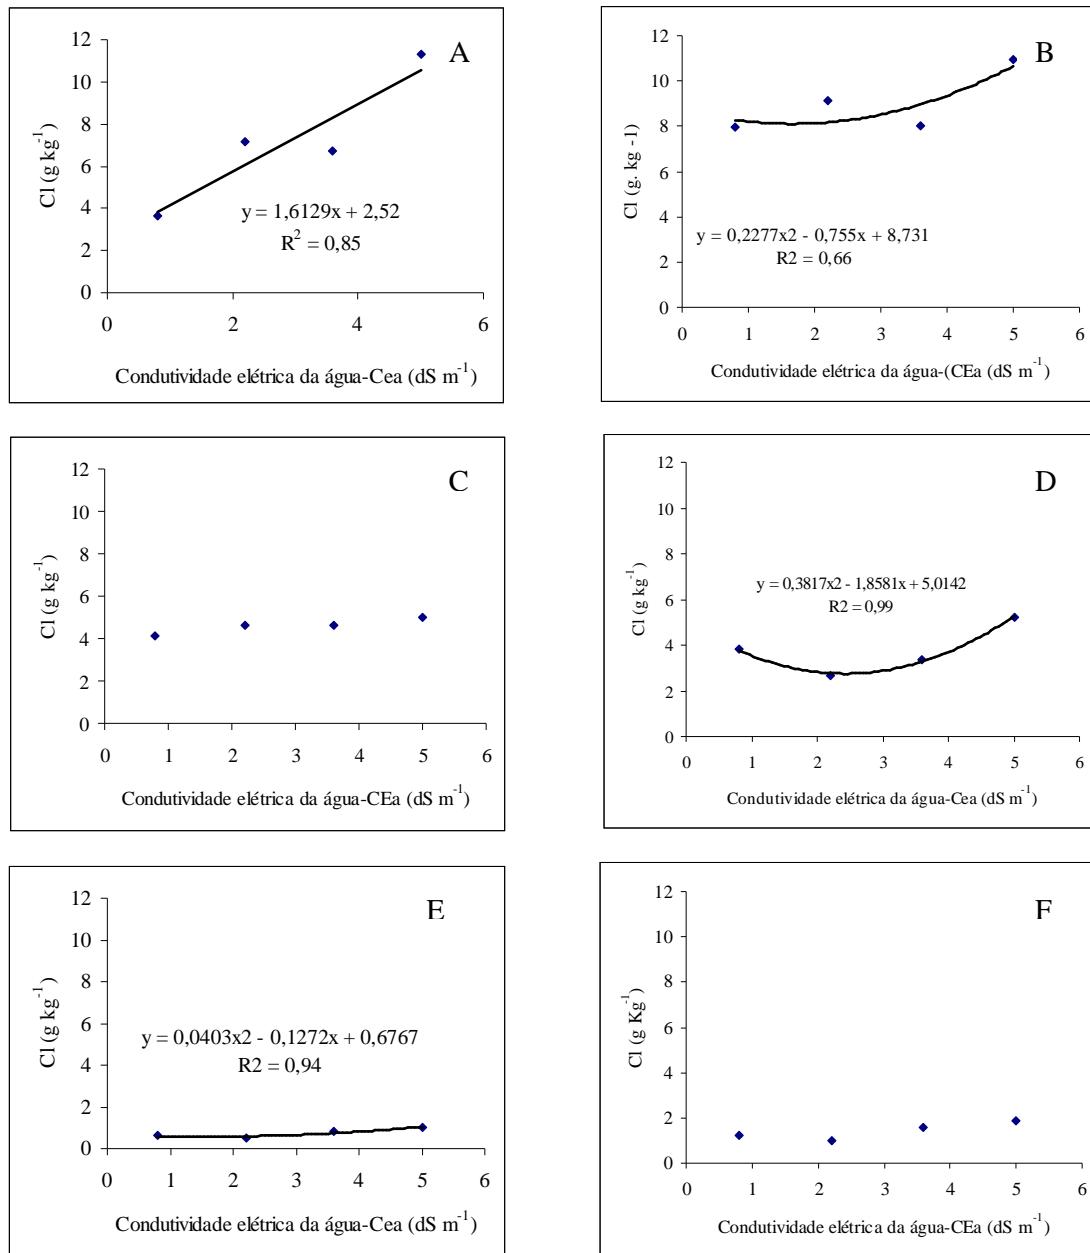 A
12
10
8
6
4
2
0
Cl (g kg-1)
y = 1,6129x + 2,52
R2 = 0,85
0 2 4 6
Condutividade elétrica da água-Cea (dS m-1)
B
12
10
8
6
4
2
0
Cl (g. kg -1)
y = 0,2277x2 - 0,755x + 8,731
R2 = 0,66
0 1 2 3 4 5 6
Condutividade elétrica da água-(CEa (dS m-1)
C
12
10
8
6
4
2
0
Cl (g kg-1)
0 1 2 3 4 5 6
Condutividade elétrica da água-CEa (dS m-1)
D
12
10
8
6
4
2
0
Cl (g kg-1)
y = 0,3817x2 - 1,8581x + 5,0142
R2 = 0,99
0 1 2 3 4 5 6
Condutividade elétrica da água-Cea (dS m-1)
E
12
10
8
6
4
2
0
Cl (g kg-1)
y = 0,0403x2 - 0,1272x + 0,6767
R2 = 0,94
0 1 2 3 4 5 6
Condutividade elétrica da água-Cea (dS m-1)
F
12
10
8
6
4
2
0
Cl (g Kg-1)
0 1 2 3 4 5 6
Condutividade elétrica da água-CEa (dS m-1)